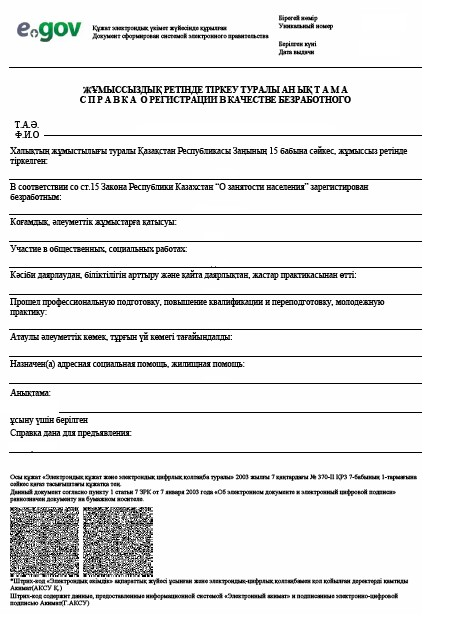 egov
Құжат электрондық үкімет жүйесінде құрылған
Документ сформирован системой электронного правительства
Бірегей нөмір
Уникальный номер
Берілген күні
Дата выдачи
ЖҰМЫССЫЗДЫҚ РЕТІНДЕ ТІРКЕУ ТУРАЛЫ АН ЫҚ Т А М А
С П Р А В К А О РЕГИСТРАЦИИ В КАЧЕСТВЕ БЕЗРАБОТНОГО
Т.А.Ә.
Ф.И.О
Халықтың жұмыстылығы туралы Қазақстан Республикасы Заңының 15 бабына сәйкес, жұмыссыз ретінде
тіркелген:
В соответствии со ст.15 Закона Республики Казахстан “О занятости населения” зарегистрирован
безработным:
Коғамдық, әлеуметтік жұмыстарға қатысуы:
Участие в общественных, социальных работах:
Кәсіби даярлаудан, біліктілігін арттыру және қайта даярлықтан, жастар практикасынан өтті:
Прошел профессиональную подготовку, повышение квалификации и переподготовку, молодежную
практику:
Атаулы әлеуметтік көмек, тұрғын үй көмегі тағайындалды:
Назначен(а) адресная социальная помощь, жилищная помощь:
Анықтама:
ұсыну үшін берілген
Справка дана для предъявления:
Осы құжат «Электрондық құжат және электрондық цифрлық қолтаңба туралы» 2003 жылғы 7 қаңтардағы № 370-II ҚРЗ 7-бабының 1-тармағына
сәйкес қағаз тасығыштағы құжатқа тең.
Данный документ согласно пункту 1 статьи 7 ЗРК от 7 января 2003 года «Об электронном документе и электронной цифровой подписи»
равнозначен документу на бумажном носителе.
*Штрих-код «Электрондық әкімдік» ақпараттық жүйесі ұсынған және электрондық-цифрлық қолтаңбамен қол қойылған деректерді қамтиды
Акимат(АКСУ Қ.)
Штрих-код содержит данные, предоставленные информационной системой «Электронный акимат» и подписанные электронно-цифровой
подписью Акимат(Г.АКСУ)